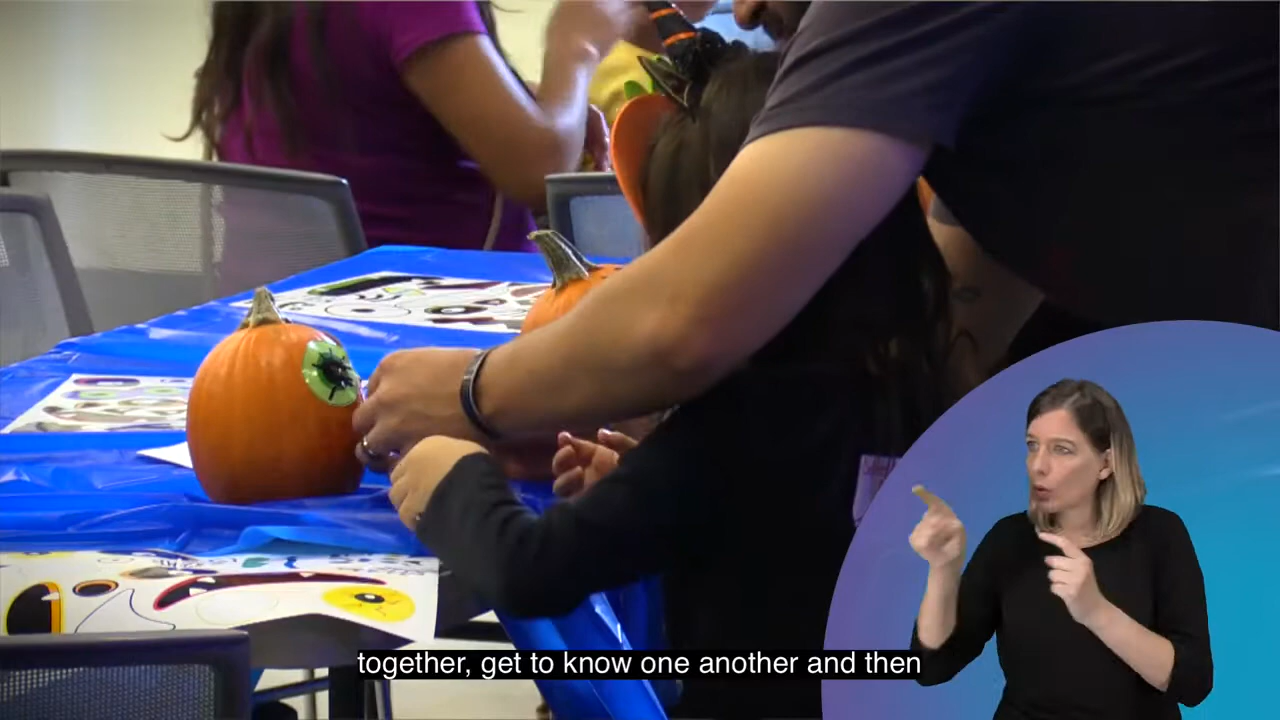 together, get to know one another and then